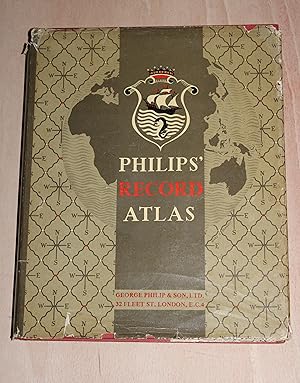 PHILIPS'
RECORD
ATLAS
GEORGE PHILIP & SON, LTD.
32 FLEET ST., LONDON, E.C.4